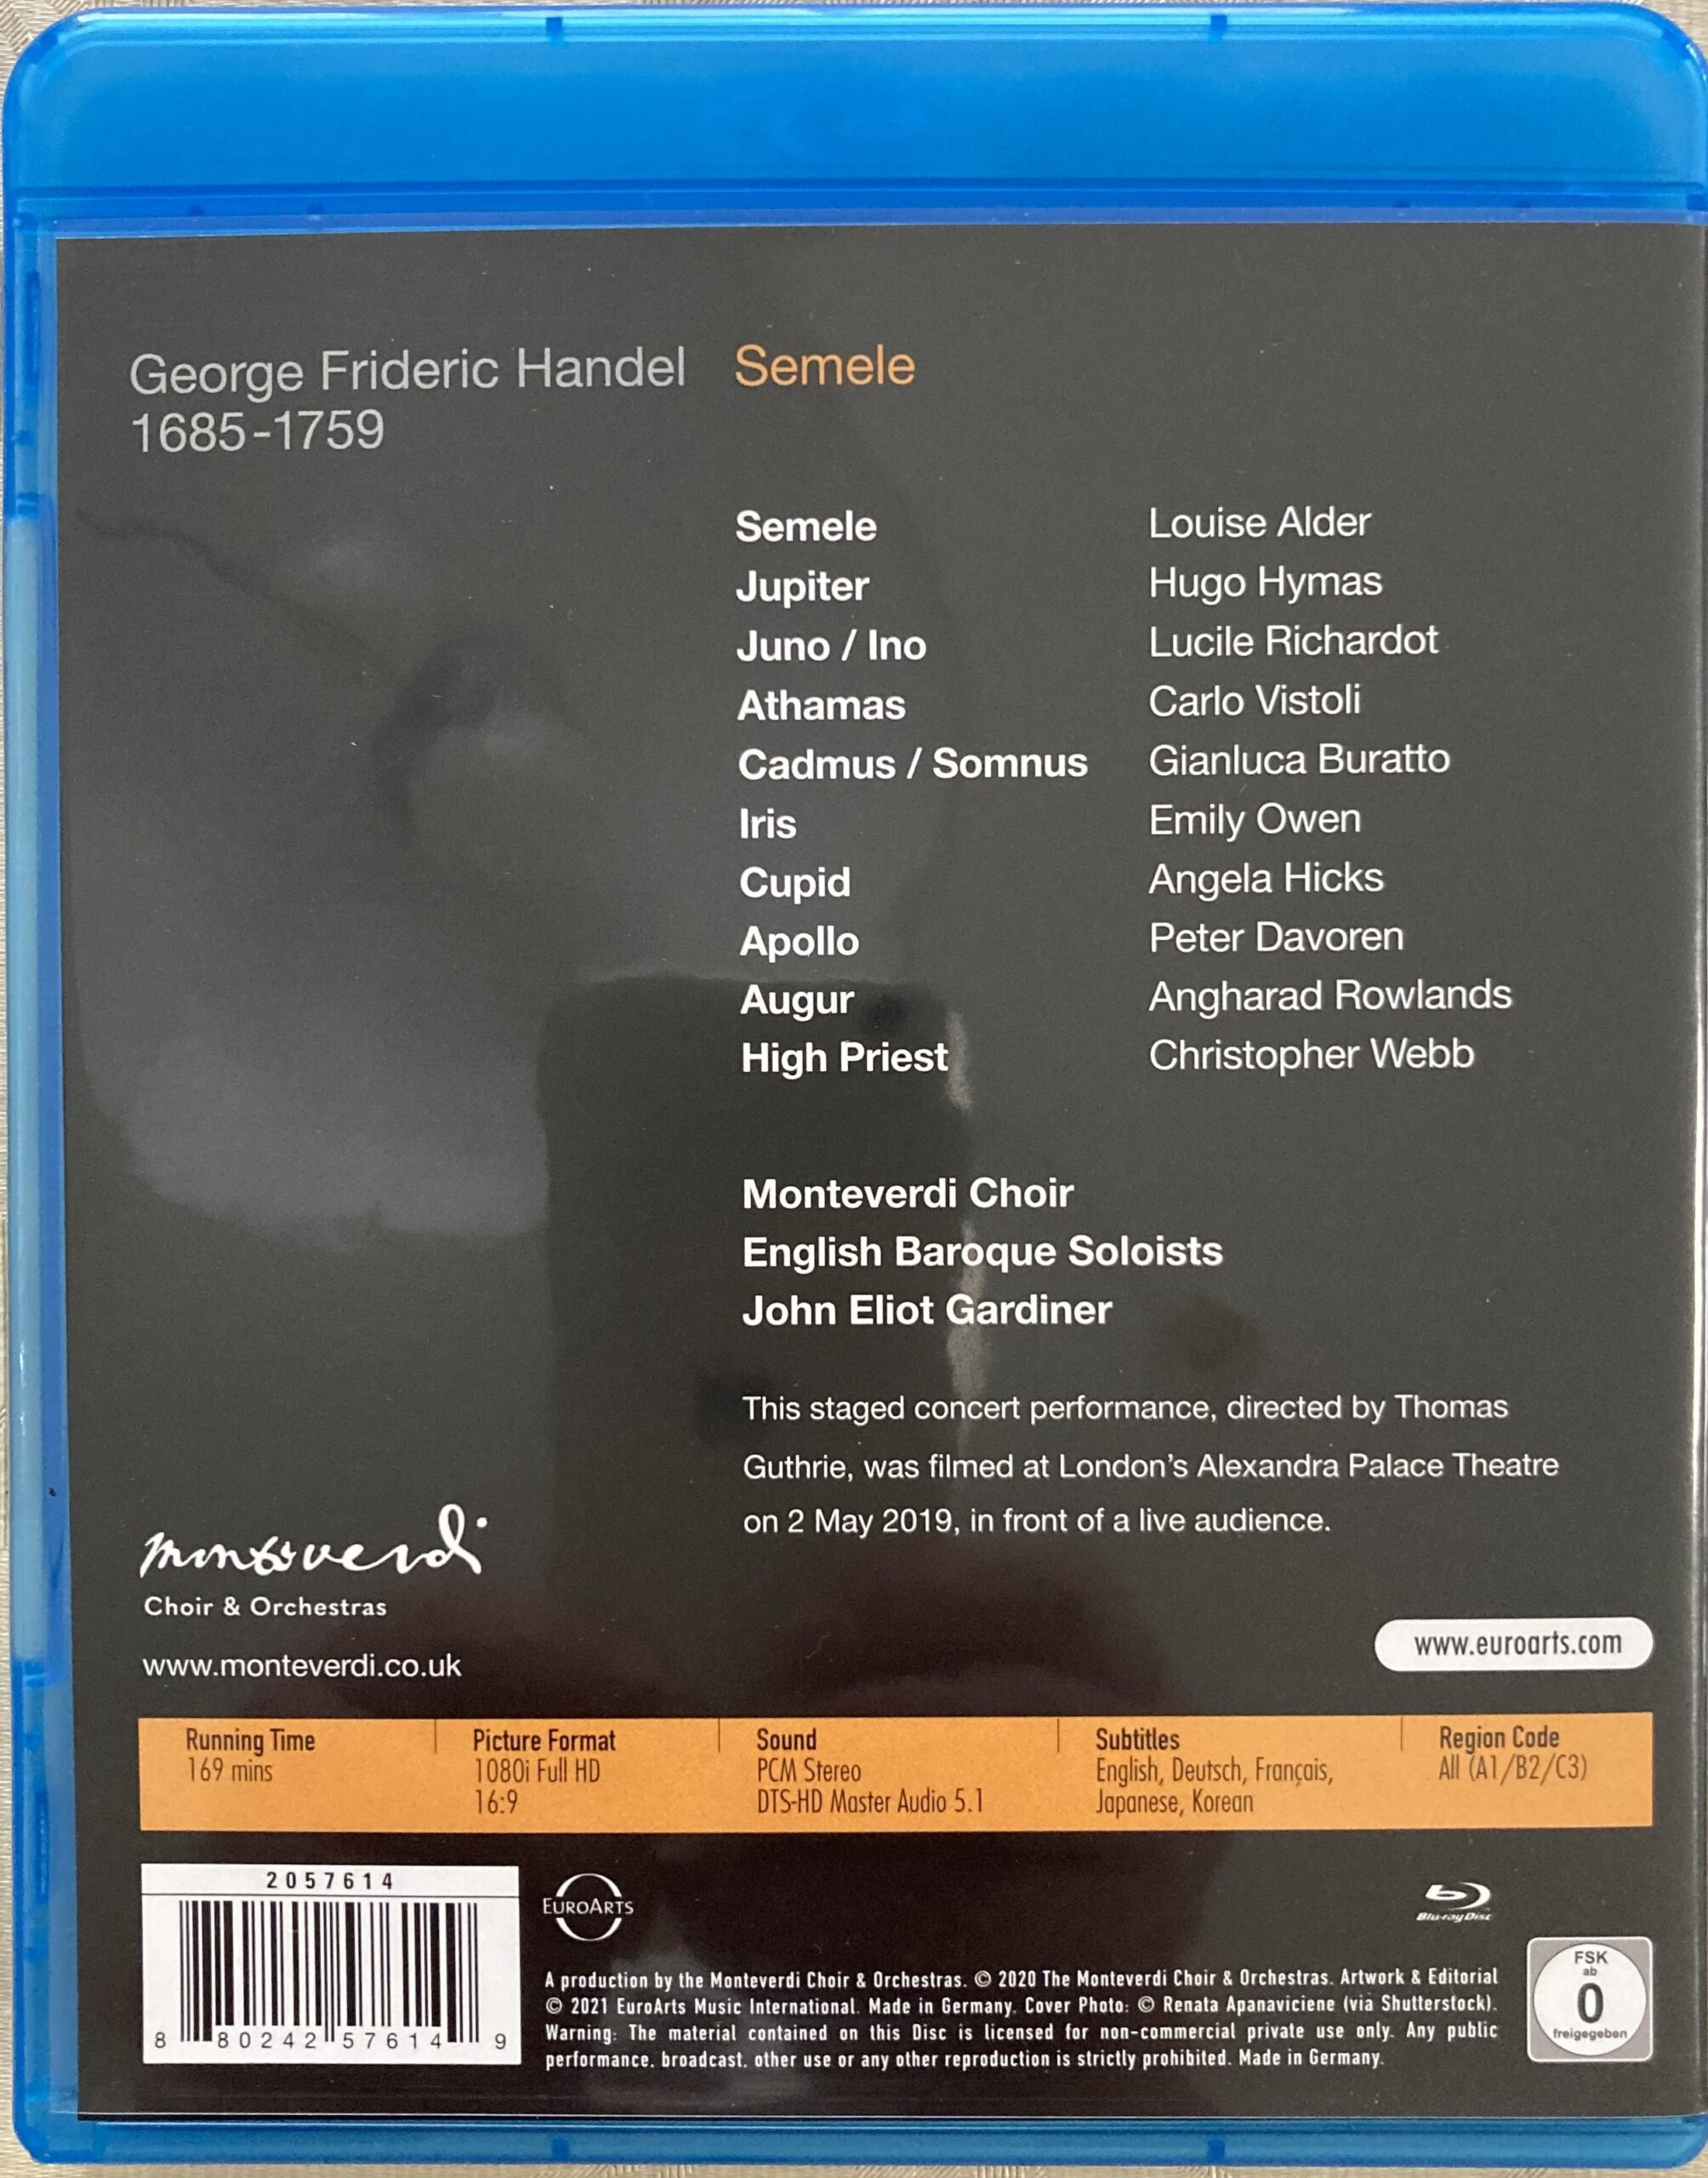 George Frideric Handel Semele
1685-1759
Semele Louise Alder
Jupiter Hugo Hymas
Juno / Ino Lucile Richardot
Athamas Carlo Vistoli
Cadmus / Somnus Gianluca Buratto
Iris Emily Owen
Cupid Angela Hicks
Apollo Peter Davoren
Augur Angharad Rowlands
High Priest Christopher Webb
Monteverdi Choir
English Baroque Soloists
John Eliot Gardiner
This staged concert performance, directed by Thomas
Guthrie, was filmed at London's Alexandra Palace Theatre
on 2 May 2019, in front of a live audience.
monteverdi
Choir & Orchestras
www.monteverdi.co.uk
www.euroarts.com
Running Time
169 mins
Picture Format
1080i Full HD
16:9
Sound
PCM Stereo
DTS-HD Master Audio 5.1
Subtitles
English, Deutsch, Français,
Japanese, Korean
Region Code
All (A1/B2/C3)
2057614
8 80242 57614 9
EUROARTS
Blu-ray Disc
A production by the Monteverdi Choir & Orchestras. © 2020 The Monteverdi Choir & Orchestras. Artwork & Editorial
© 2021 EuroArts Music International. Made in Germany. Cover Photo: © Renata Apanaviciene (via Shutterstock).
Warning: The material contained on this Disc is licensed for non-commercial private use only. Any public
performance, broadcast, other use or any other reproduction is strictly prohibited. Made in Germany.
FSK
ab
0
freigegeben